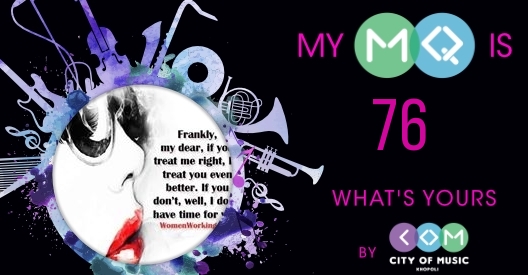 MY MQ IS
76
WHAT'S YOURS
BY COM
CITY OF MUSIC
KHOPOLI
Frankly,
my dear, if yo
treat me right, I
treat you even
better. If you
don't, well, I do
have time for
WomenWorking